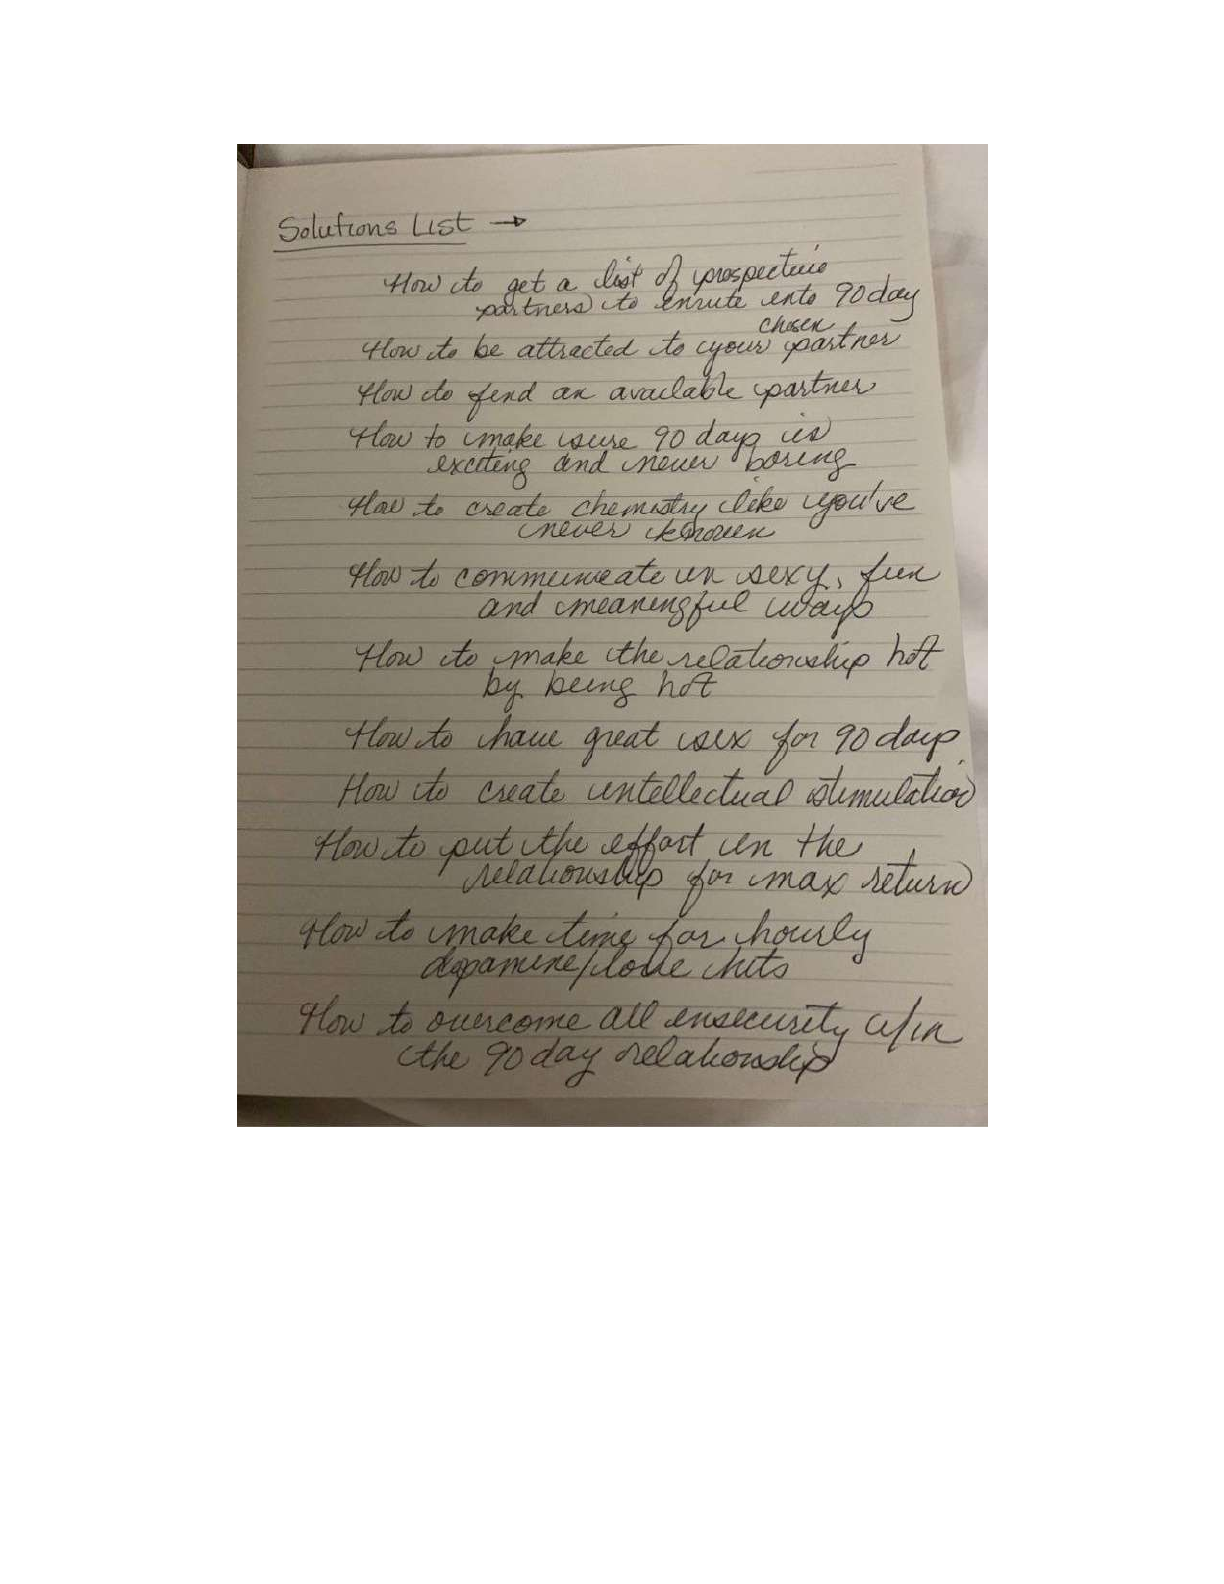 Solutions List →
How to get a list of prospective
partners to enrute into 90 day
chosen
How to be attracted to your partner
How to find an available partner
How to make sure 90 days is
exciting and never boring
How to create chemistry like you've
never known
How to communicate in sexy, fun
and meaningful ways
How to make the relationship hot
by being hot
How to have great sex for 90 days
How to create intellectual stimulation
How to put the effort in the
relationship for max return
How to make time for hourly
dopamine/love hits
How to overcome all insecurity w/in
the 90 day relationship